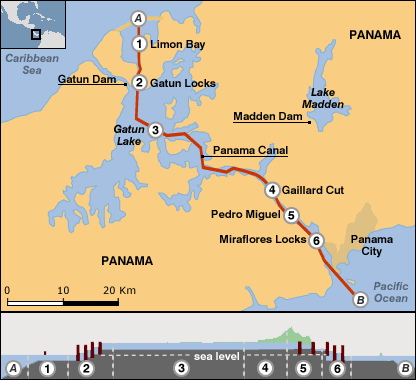 A
PANAMA
1 Limon Bay
Caribbean
Sea
Gatun Dam
2 Gatun Locks
Lake
Madden
Madden Dam
Gatun
Lake
3
Panama Canal
4 Gaillard Cut
Pedro Miguel 5
Miraflores Locks 6
Panama
City
PANAMA
Pacific
Ocean
B
0 10 20 Km
sea level
A 1 2 3 4 5 6 B